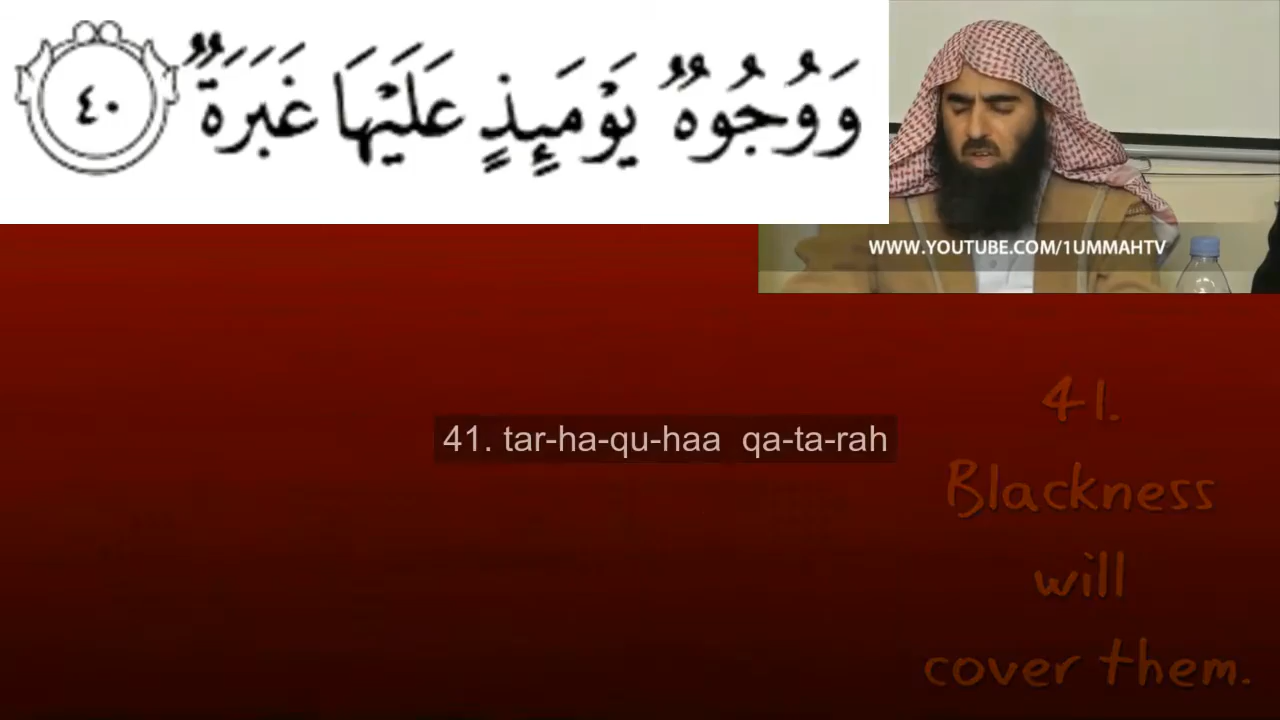 وَوُجُوهٌ يَوْمَئِذٍ عَلَيْهَا غَبَرَةٌ ٤٠
WWW.YOUTUBE.COM/1UMMAHTV
41. tar-ha-qu-haa qa-ta-rah
41.
Blackness
will
cover them.